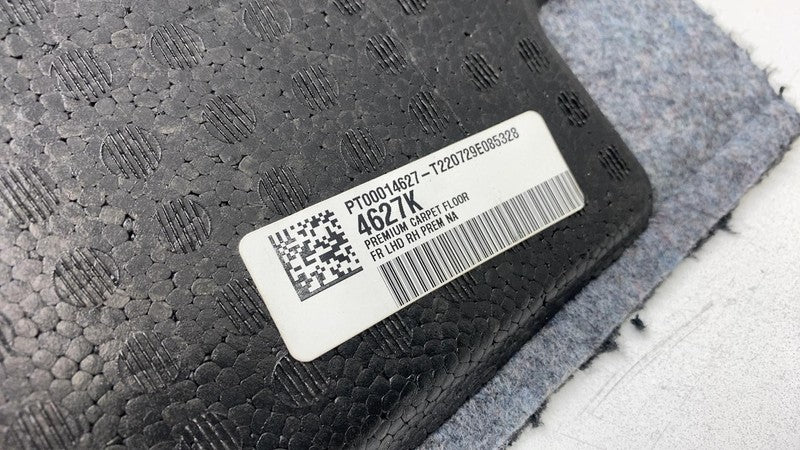 PT00014627-T220729E085328
4627K
PREMIUM CARPET FLOOR
FR LHD RH PREM NA